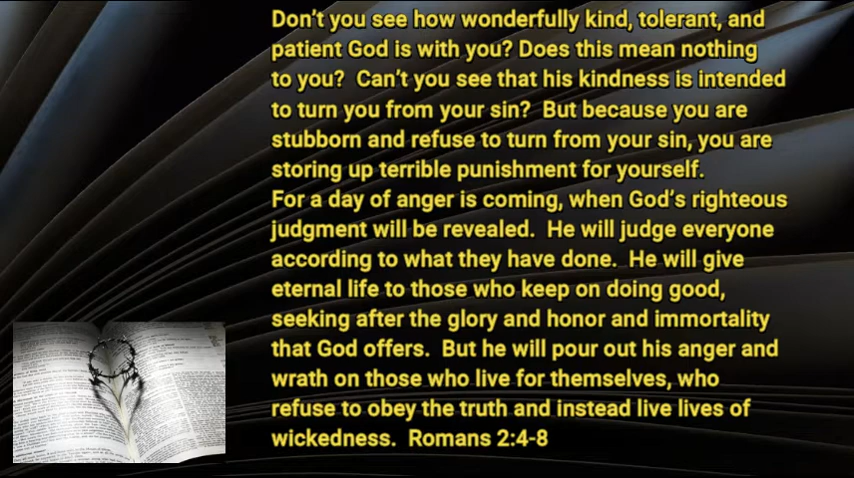 Don't you see how wonderfully kind, tolerant, and
patient God is with you? Does this mean nothing
to you?  Can't you see that his kindness is intended
to turn you from your sin?  But because you are
stubborn and refuse to turn from your sin, you are
storing up terrible punishment for yourself.
For a day of anger is coming, when God's righteous
judgment will be revealed.  He will judge everyone
according to what they have done.  He will give
eternal life to those who keep on doing good,
seeking after the glory and honor and immortality
that God offers.  But he will pour out his anger and
wrath on those who live for themselves, who
refuse to obey the truth and instead live lives of
wickedness.  Romans 2:4-8